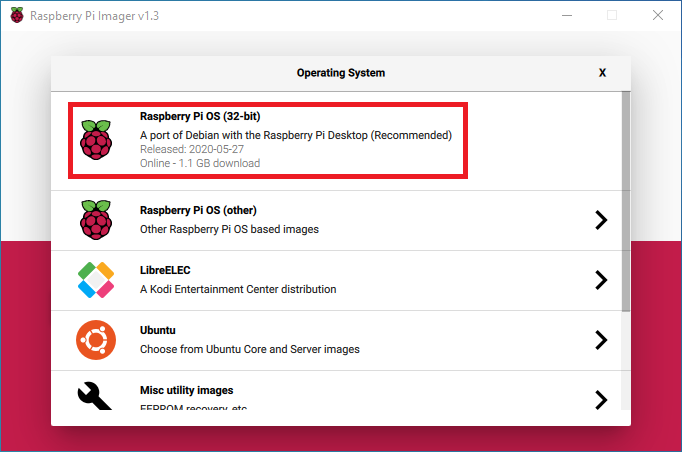 Raspberry Pi Imager v1.3
Operating System
X
Raspberry Pi OS (32-bit)
A port of Debian with the Raspberry Pi Desktop (Recommended)
Released: 2020-05-27
Online - 1.1 GB download
Raspberry Pi OS (other)
Other Raspberry Pi OS based images
LibreELEC
A Kodi Entertainment Center distribution
Ubuntu
Choose from Ubuntu Core and Server images
Misc utility images
EEPROM recovery, etc